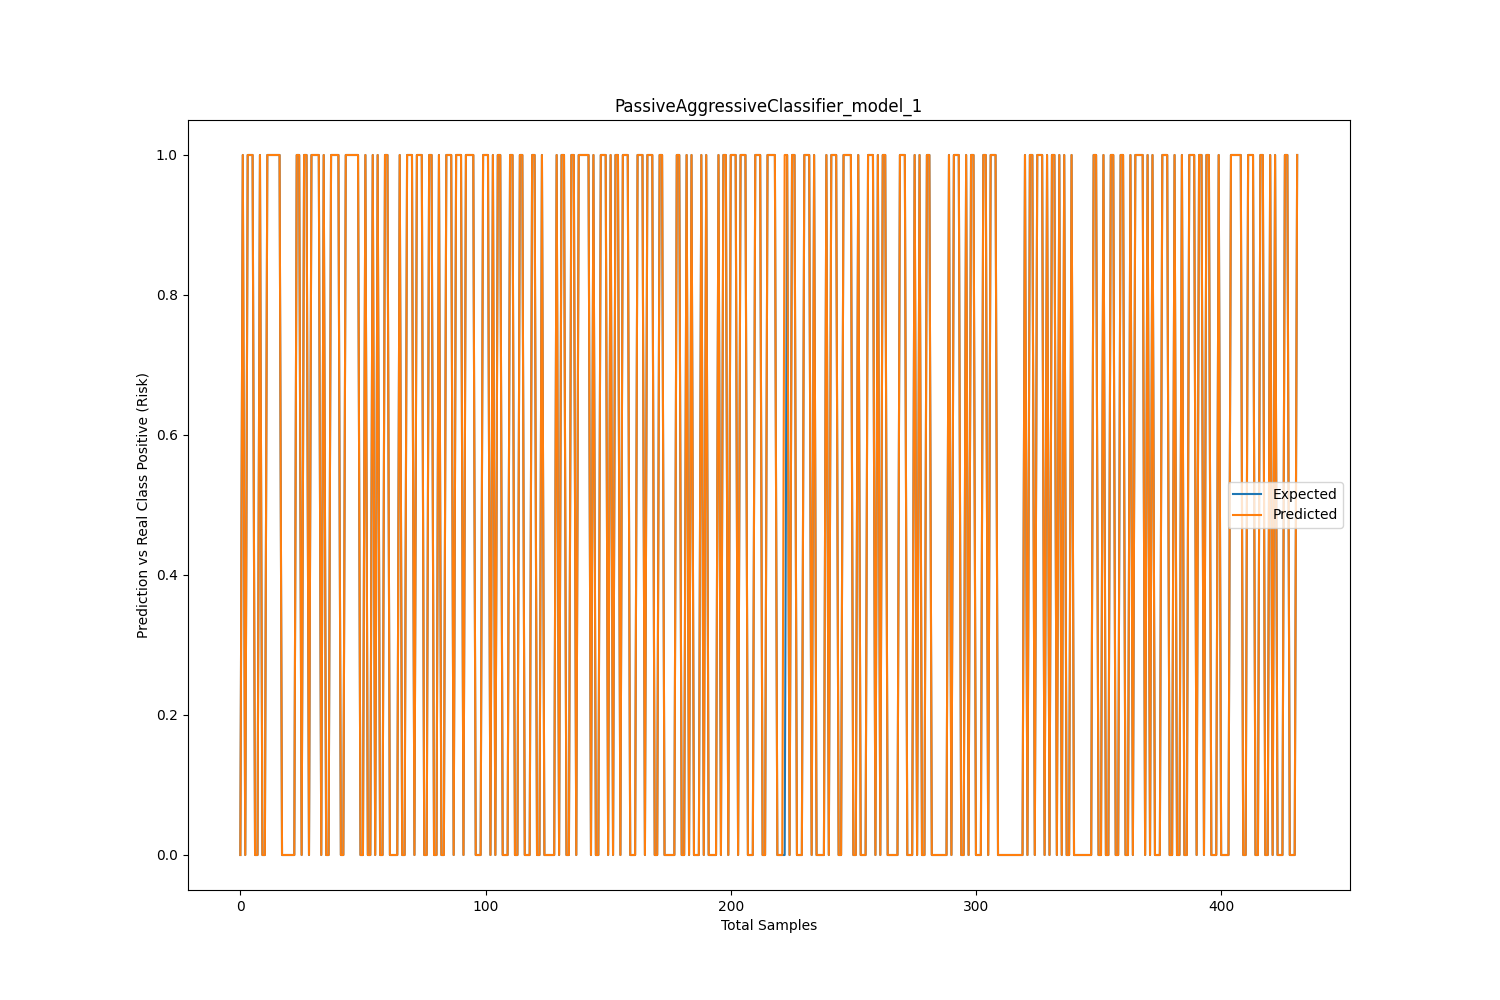 PassiveAggressiveClassifier_model_1
1.0
0.8
0.6
0.4
0.2
0.0
Prediction vs Real Class Positive (Risk)
Expected
Predicted
0
100
200
300
400
Total Samples